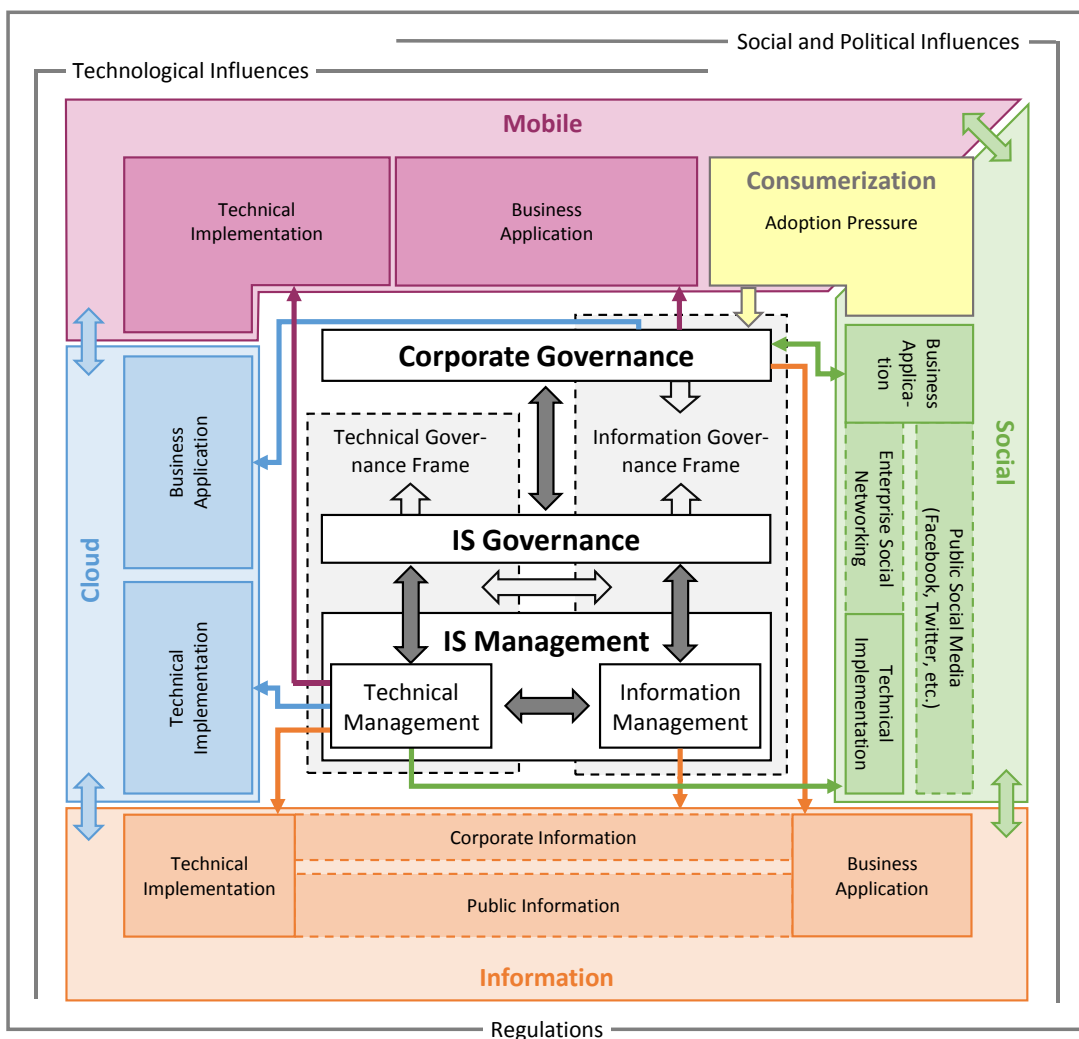 Social and Political Influences
Technological Influences
Mobile
Technical
Implementation
Business
Application
Consumerization
Adoption Pressure
Corporate Governance
Technical Gover-
nance Frame
Information Gover-
nance Frame
IS Governance
IS Management
Technical
Management
Information
Management
Cloud
Business
Application
Technical
Implementation
Business
Applica-
tion
Enterprise Social
Networking
Technical
Implementation
Public Social Media
(Facebook, Twitter, etc.)
Social
Technical
Implementation
Corporate Information
Public Information
Business
Application
Information
Regulations